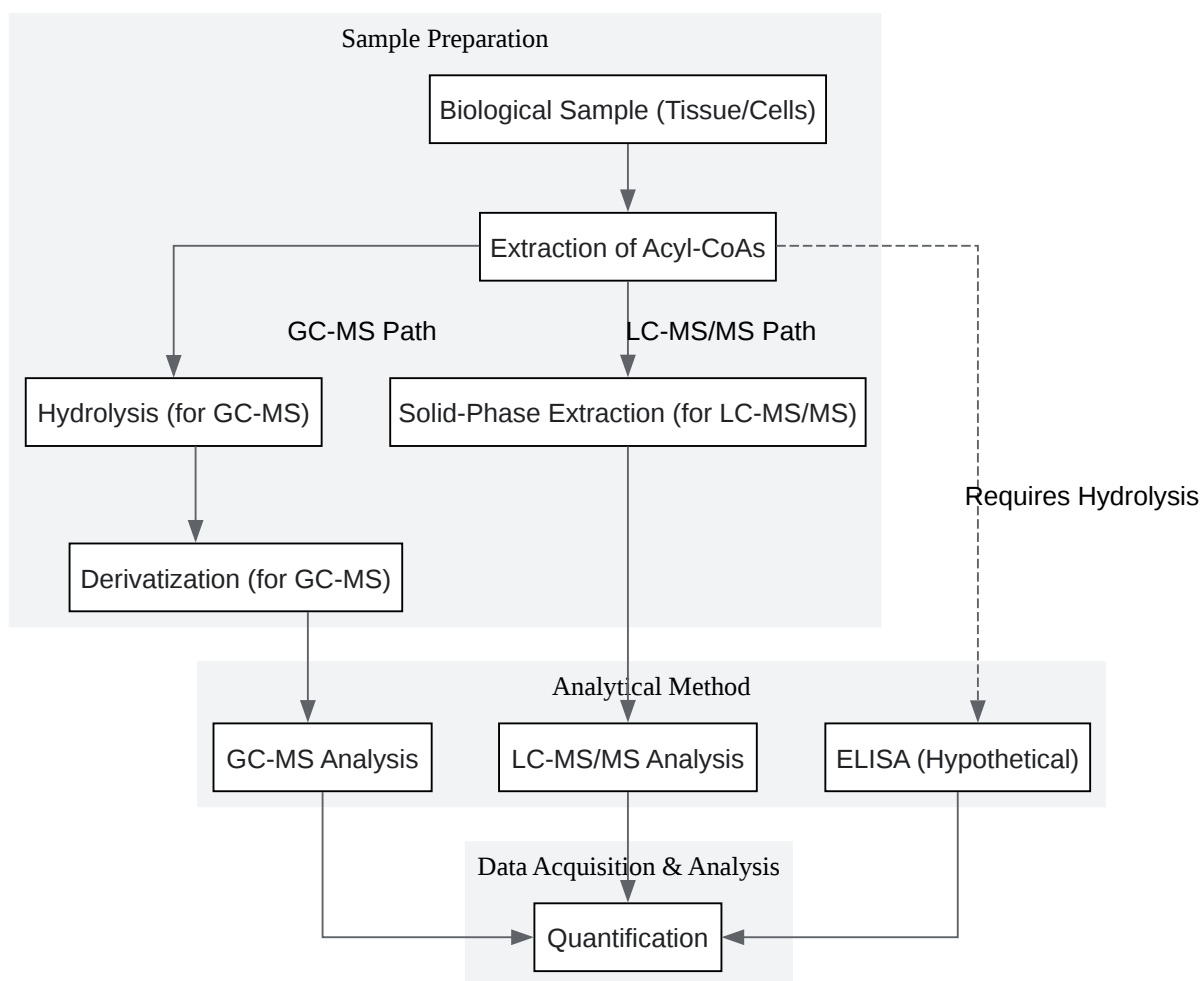 Sample Preparation
Biological Sample (Tissue/Cells)
Extraction of Acyl-CoAs
GC-MS Path
LC-MS/MS Path
Hydrolysis (for GC-MS)
Solid-Phase Extraction (for LC-MS/MS)
Requires Hydrolysis
Derivatization (for GC-MS)
Analytical Method
GC-MS Analysis
LC-MS/MS Analysis
ELISA (Hypothetical)
Data Acquisition & Analysis
Quantification